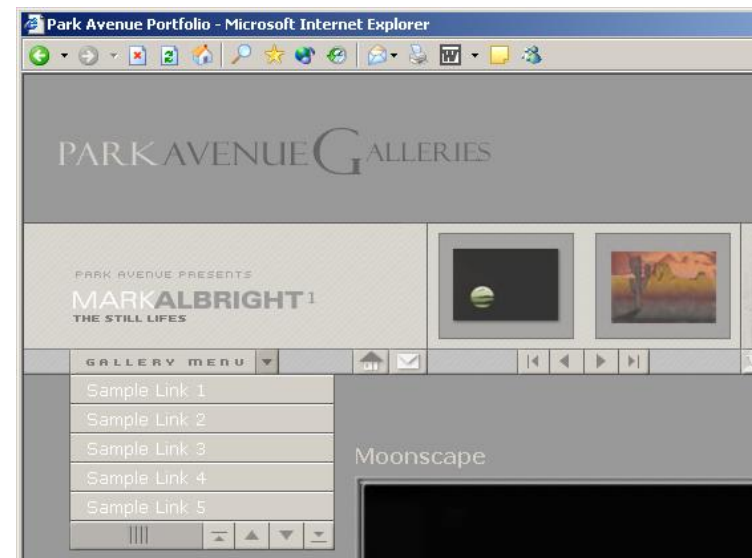 Park Avenue Portfolio - Microsoft Internet Explorer
PARK AVENUE GALLERIES
PARK AVENUE PRESENTS
MARKALBRIGHT1
THE STILL LIFES
GALLERY MENU
Sample Link 1
Sample Link 2
Sample Link 3
Sample Link 4
Sample Link 5
Moonscape